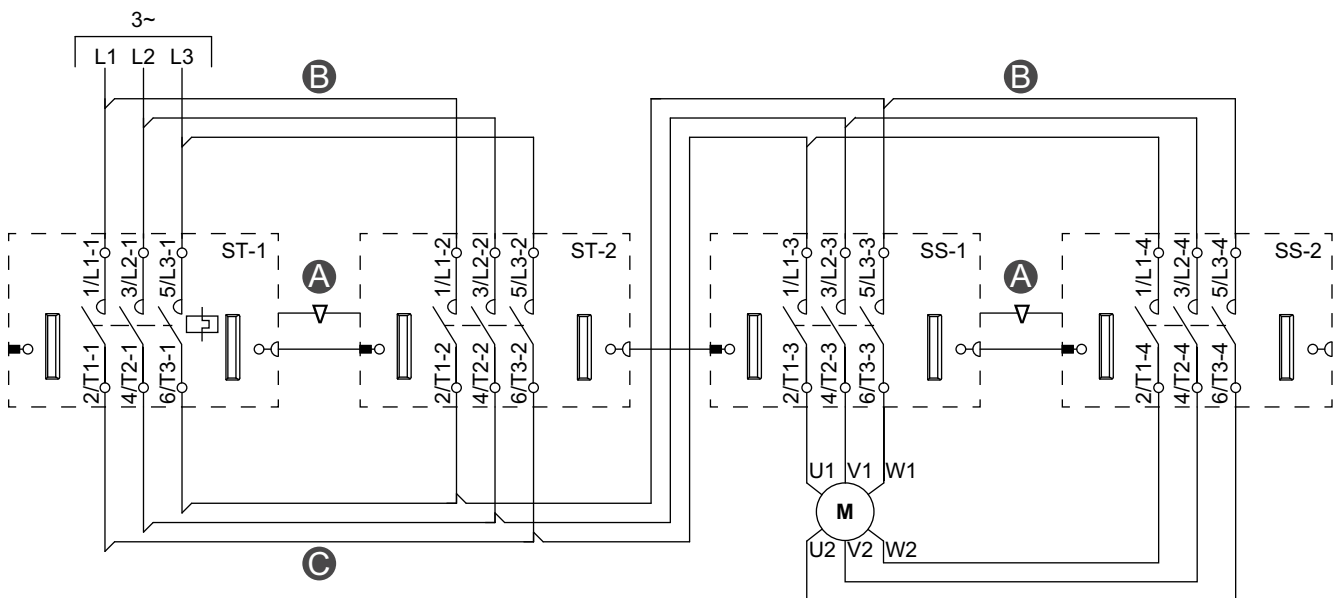 3~
L1 L2 L3
B B
ST-1 ST-2 SS-1 SS-2
1/L1-1 3/L2-1 5/L3-1
1/L1-2 3/L2-2 5/L3-2
1/L1-3 3/L2-3 5/L3-3
1/L1-4 3/L2-4 5/L3-4
A A
2/T1-1 4/T2-1 6/T3-1
2/T1-2 4/T2-2 6/T3-2
2/T1-3 4/T2-3 6/T3-3
2/T1-4 4/T2-4 6/T3-4
U1 V1 W1
M
U2 V2 W2
C